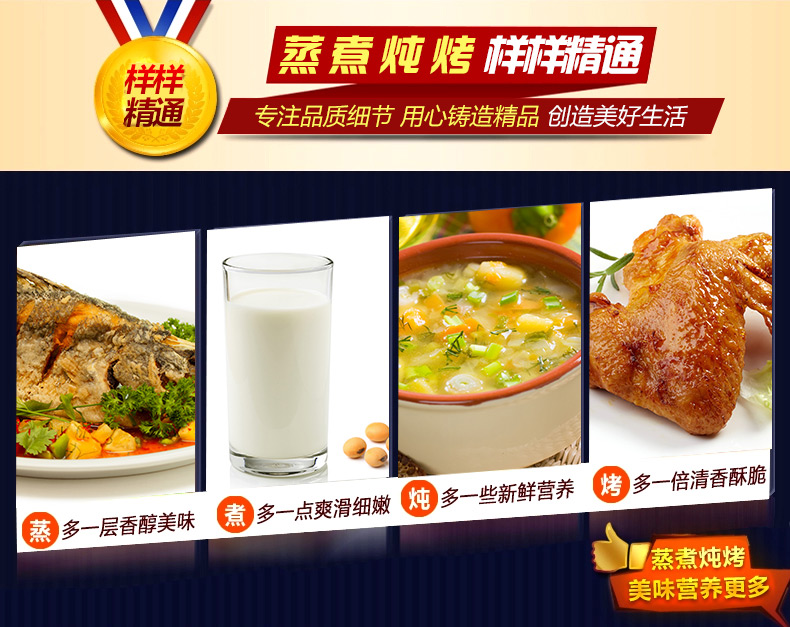 样样
精通
蒸煮炖烤 样样精通
专注品质细节 用心铸造精品 创造美好生活
蒸 多一层香醇美味
煮 多一点爽滑细嫩
炖 多一些新鲜营养
烤 多一倍清香酥脆
蒸煮炖烤
美味营养更多